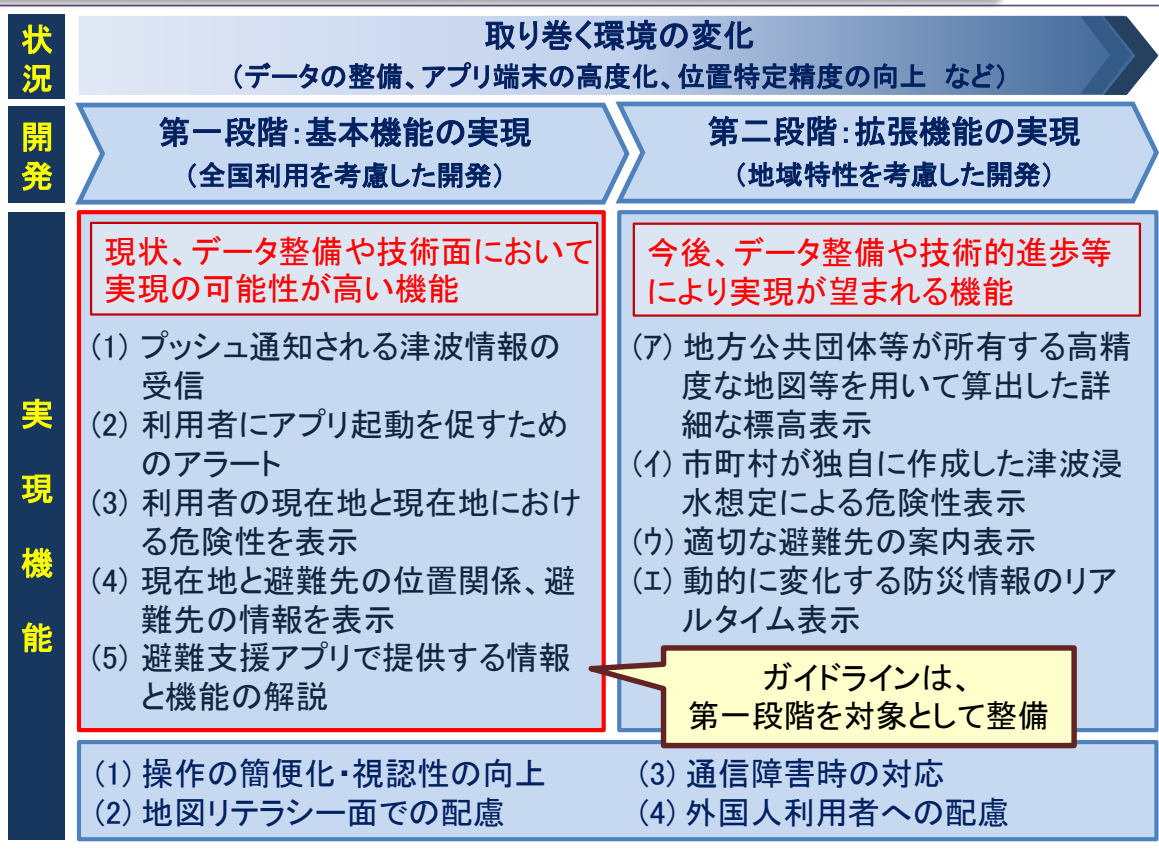 状況
取り巻く環境の変化
(データの整備、アプリ端末の高度化、位置特定精度の向上 など)
開発
第一段階:基本機能の実現
(全国利用を考慮した開発)
第二段階:拡張機能の実現
(地域特性を考慮した開発)
実現機能
現状、データ整備や技術面において
実現の可能性が高い機能
(1) プッシュ通知される津波情報の
受信
(2) 利用者にアプリ起動を促すため
のアラート
(3) 利用者の現在地と現在地におけ
る危険性を表示
(4) 現在地と避難先の位置関係、避
難先の情報を表示
(5) 避難支援アプリで提供する情報
と機能の解説
今後、データ整備や技術的進歩等
により実現が望まれる機能
(ア) 地方公共団体等が所有する高精
度な地図等を用いて算出した詳
細な標高表示
(イ) 市町村が独自に作成した津波浸
水想定による危険性表示
(ウ) 適切な避難先の案内表示
(エ) 動的に変化する防災情報のリア
ルタイム表示
ガイドラインは、
第一段階を対象として整備
(1) 操作の簡便化・視認性の向上
(2) 地図リテラシー面での配慮
(3) 通信障害時の対応
(4) 外国人利用者への配慮